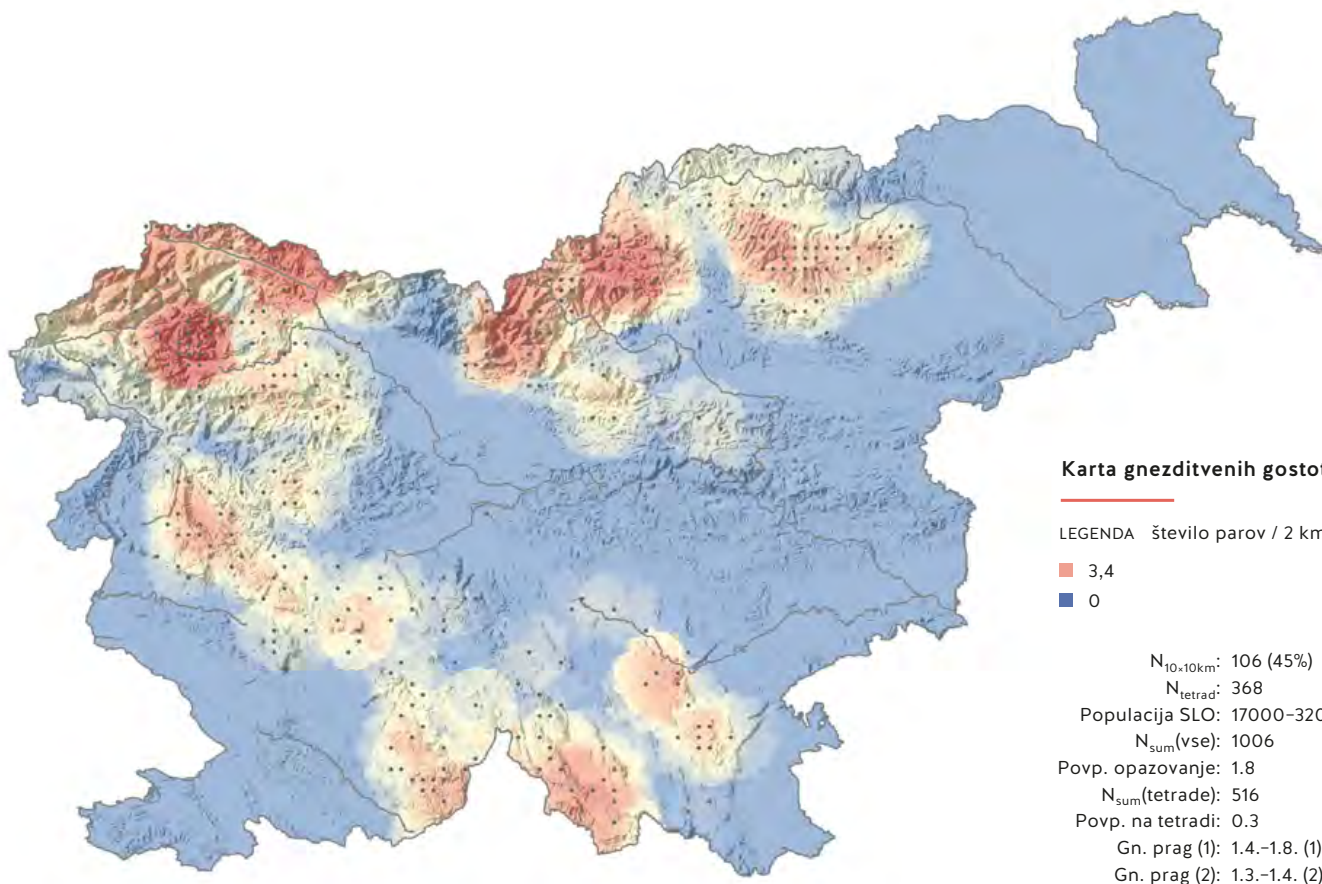 Karta gnezditvenih gostot
LEGENDA število parov / 2 km
3,4
0
N10×10km: 106 (45%)
Ntetrad: 368
Populacija SLO: 17000–320
Nsum(vse): 1006
Povp. opazovanje: 1.8
Nsum(tetrade): 516
Povp. na tetradi: 0.3
Gn. prag (1): 1.4.–1.8. (1)
Gn. prag (2): 1.3.–1.4. (2)